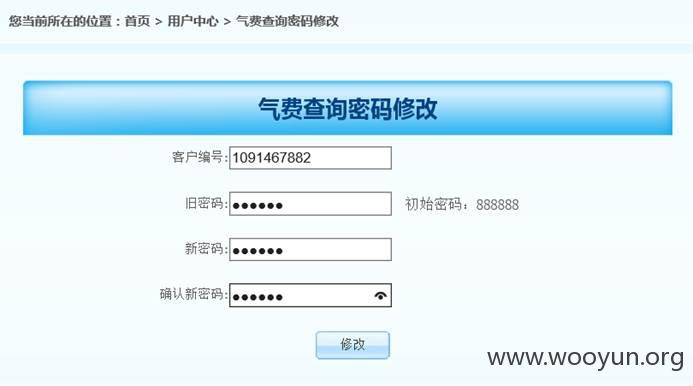 您当前所在的位置：首页 > 用户中心 > 气费查询密码修改
气费查询密码修改
客户编号: 1091467882
旧密码: ●●●●●● 初始密码：888888
新密码: ●●●●●●
确认新密码: ●●●●●●
修改
www.wooyun.org